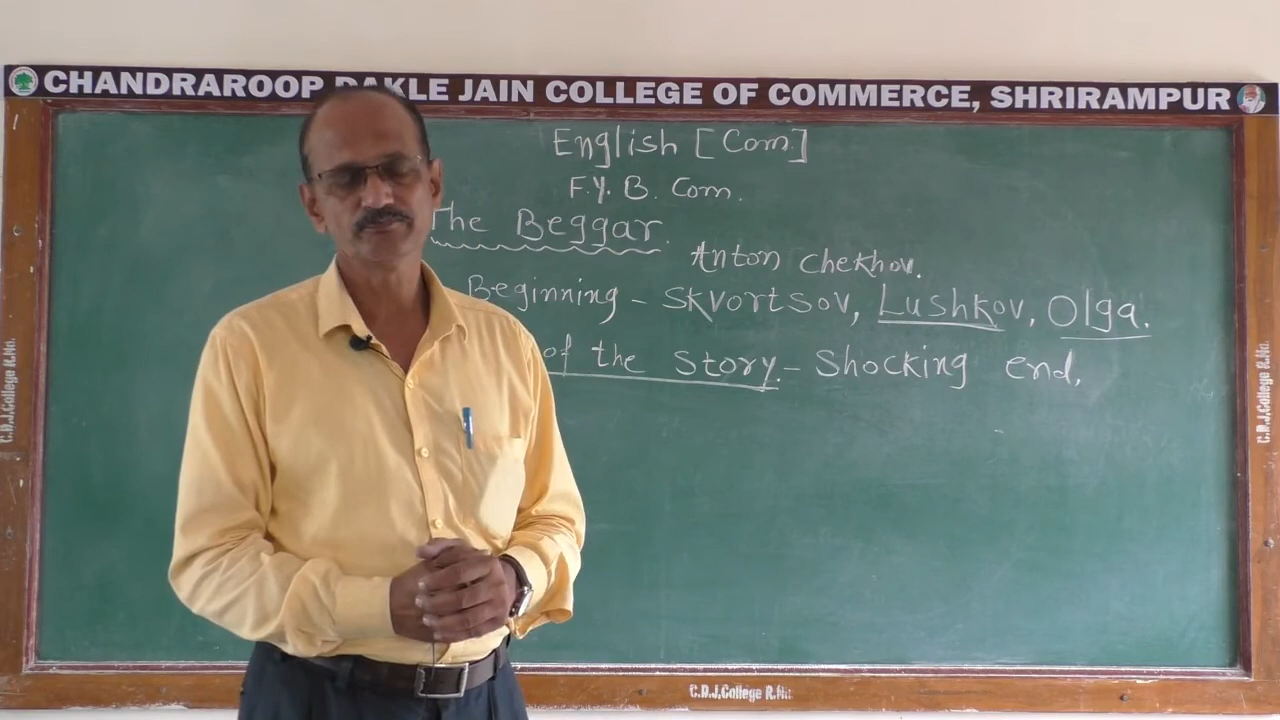 CHANDRAROOP DAKLE JAIN COLLEGE OF COMMERCE, SHRIRAMPUR
English [Com.]
F.Y. B. Com.
The Beggar.
Anton Chekhov.
Beginning - Skvortsov, Lushkov, Olga.
of the Story. - Shocking end,
C.D.J.College R.No.
C.D.J.College R.No.
C.D.J.College R.No.